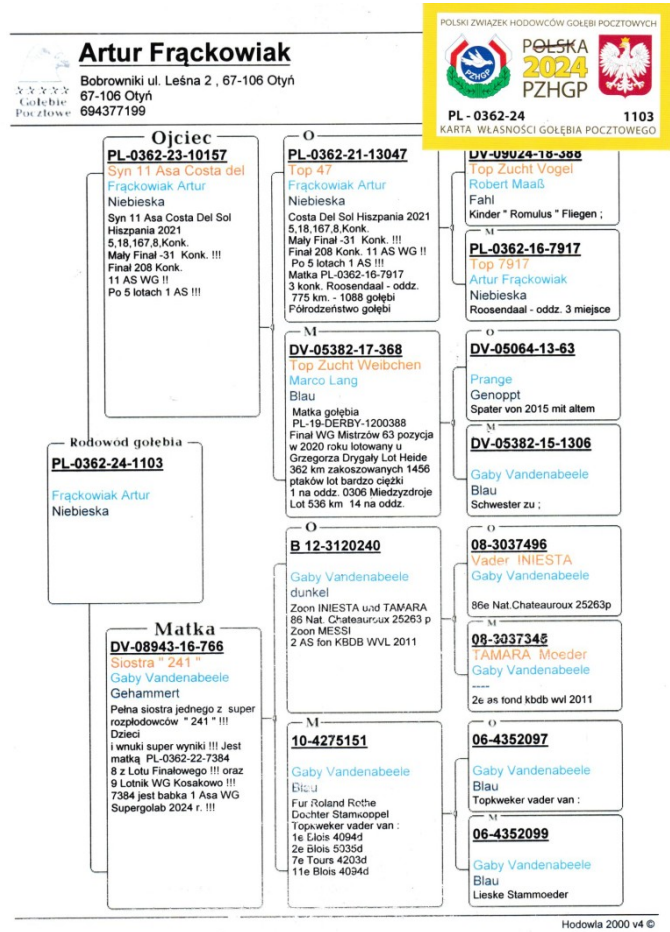 Artur Frąckowiak
Bobrowniki ul. Leśna 2 , 67-106 Otyń
67-106 Otyń
694377199
Gołębie
Pocztowe
POLSKI ZWIĄZEK HODOWCÓW GOŁĘBI POCZTOWYCH
POLSKA
2024
PZHGP
PL - 0362-24 1103
KARTA WŁASNOŚCI GOŁĘBIA POCZTOWEGO
Rodowód gołębia
PL-0362-24-1103
Frąckowiak Artur
Niebieska
Ojciec
PL-0362-23-10157
Syn 11 Asa Costa del
Frąckowiak Artur
Niebieska
Syn 11 Asa Costa Del Sol
Hiszpania 2021
5,18,167,8,Konk.
Mały Finał -31 Konk. !!!
Finał 208 Konk.
11 AS WG !!
Po 5 lotach 1 AS !!!
Matka
DV-08943-16-766
Siostra " 241 "
Gaby Vandenabeele
Gehammert
Pełna siostra jednego z super
rozpłodowców " 241 " !!!
Dzieci
i wnuki super wyniki !!! Jest
matką PL-0362-22-7384
8 z Lotu Finałowego !!! oraz
9 Lotnik WG Kosakowo !!!
7384 jest babka 1 Asa WG
Supergolab 2024 r. !!!
O
PL-0362-21-13047
Top 47
Frąckowiak Artur
Niebieska
Costa Del Sol Hiszpania 2021
5,18,167,8,Konk.
Mały Finał -31 Konk. !!!
Finał 208 Konk. 11 AS WG !!
Po 5 lotach 1 AS !!!
Matka PL-0362-16-7917
3 konk. Roosendaal - oddz.
775 km. - 1088 gołębi
Półrodzeństwo gołębi
M
DV-05382-17-368
Top Zucht Weibchen
Marco Lang
Blau
Matka gołębia
PL-19-DERBY-1200388
Finał WG Mistrzów 63 pozycja
w 2020 roku lotowany u
Grzegorza Drygały Lot Heide
362 km zakoszowanych 1456
ptaków lot bardzo ciężki
1 na oddz. 0306 Miedzyzdroje
Lot 536 km 14 na oddz.
O
B 12-3120240
Gaby Vandenabeele
dunkel
Zoon INIESTA und TAMARA
86 Nat. Chateauroux 25263 p
Zoon MESSI
2 AS fon KBDB WVL 2011
M
10-4275151
Gaby Vandenabeele
Blau
Fur Roland Rothe
Dochter Stamkoppel
Topkweker vader van :
1e Blois 4094d
2e Blois 5035d
7e Tours 4203d
11e Blois 4094d
DV-09024-18-388
Top Zucht Vogel
Robert Maaß
Fahl
Kinder " Romulus " Fliegen ;
M
PL-0362-16-7917
Top 7917
Artur Frąckowiak
Niebieska
Roosendaal - oddz. 3 miejsce
O
DV-05064-13-63
Prange
Genoppt
Spater von 2015 mit altem
M
DV-05382-15-1306
Gaby Vandenabeele
Blau
Schwester zu ;
O
08-3037496
Vader INIESTA
Gaby Vandenabeele
86e Nat.Chateauroux 25263p
M
08-3037345
TAMARA Moeder
Gaby Vandenabeele
----
2e as fond kbdb wvl 2011
O
06-4352097
Gaby Vandenabeele
Blau
Topkweker vader van :
M
06-4352099
Gaby Vandenabeele
Blau
Lieske Stammoeder
Hodowla 2000 v4 ©